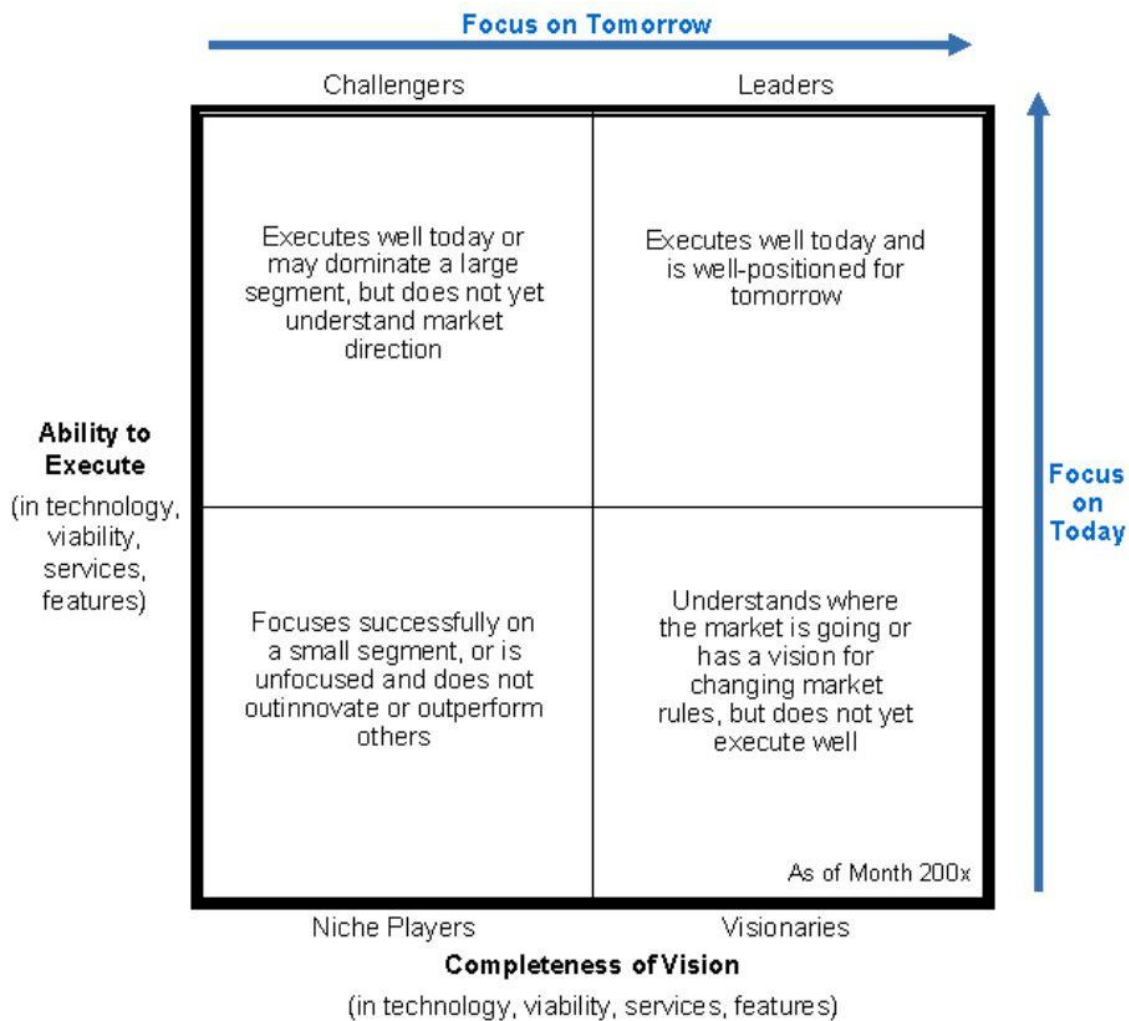 Focus on Tomorrow
Challengers
Leaders
Executes well today or
may dominate a large
segment, but does not yet
understand market
direction
Executes well today and
is well-positioned for
tomorrow
Ability to
Execute
(in technology,
viability,
services,
features)
Focus
on
Today
Focuses successfully on
a small segment, or is
unfocused and does not
outinnovate or outperform
others
Understands where
the market is going or
has a vision for
changing market
rules, but does not yet
execute well
As of Month 200x
Niche Players
Visionaries
Completeness of Vision
(in technology, viability, services, features)